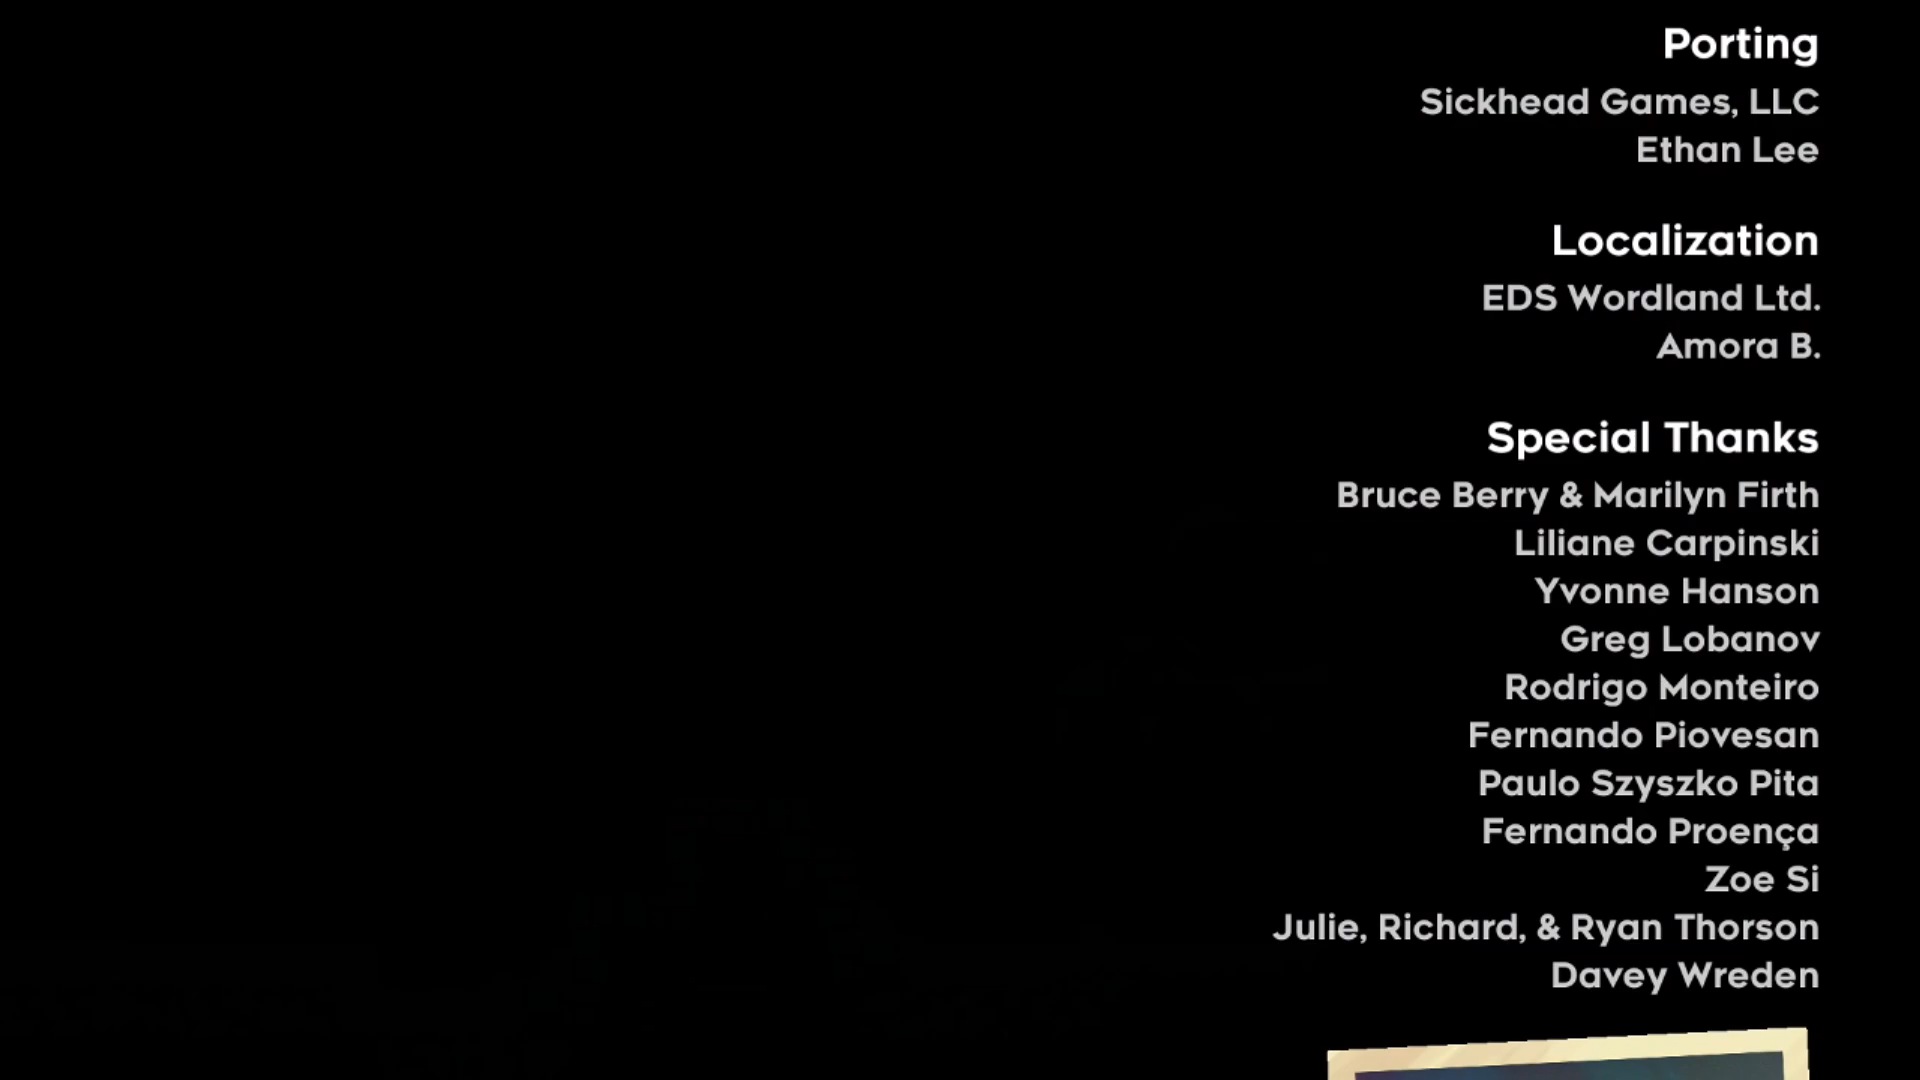 Porting
Sickhead Games, LLC
Ethan Lee
Localization
EDS Wordland Ltd.
Amora B.
Special Thanks
Bruce Berry & Marilyn Firth
Liliane Carpinski
Yvonne Hanson
Greg Lobanov
Rodrigo Monteiro
Fernando Piovesan
Paulo Szyszko Pita
Fernando Proença
Zoe Si
Julie, Richard, & Ryan Thorson
Davey Wreden